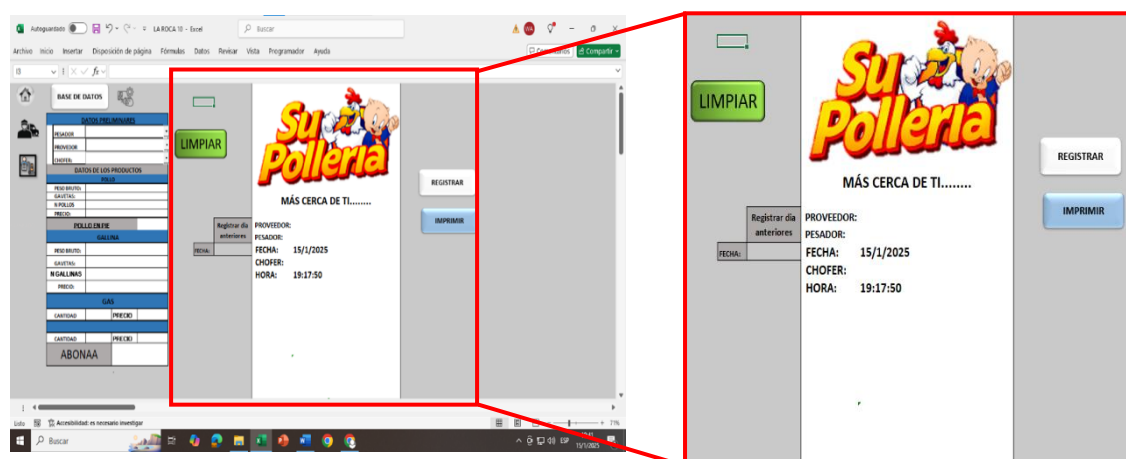 Autoguardado
LA ROCA 10 - Excel
Buscar
Archivo Inicio Insertar Disposición de página Fórmulas Datos Revisar Vista Programador Ayuda
Comentarios Compartir
I3
fx
BASE DE DATOS
DATOS PRELIMINARES
PESADOR
PROVEDOR
CHOFER:
DATOS DE LOS PRODUCTOS
POLLO
PESO BRUTO:
GAVETAS:
N POLLOS
PRECIO:
POLLO EN PIE
GALLINA
PESO BRUTO:
GAVETAS:
N GALLINAS
PRECIO:
GAS
CANTIDAD PRECIO
CANTIDAD PRECIO
ABONAA
LIMPIAR
Su
Pollería
MÁS CERCA DE TI........
Registrar día
anteriores
FECHA:
PROVEEDOR:
PESADOR:
FECHA: 15/1/2025
CHOFER:
HORA: 19:17:50
REGISTRAR
IMPRIMIR
Listo
Accesibilidad: es necesario investigar
71%
Buscar
ESP
15/1/2025
LIMPIAR
Su
Pollería
MÁS CERCA DE TI........
Registrar día
anteriores
FECHA:
PROVEEDOR:
PESADOR:
FECHA: 15/1/2025
CHOFER:
HORA: 19:17:50
REGISTRAR
IMPRIMIR